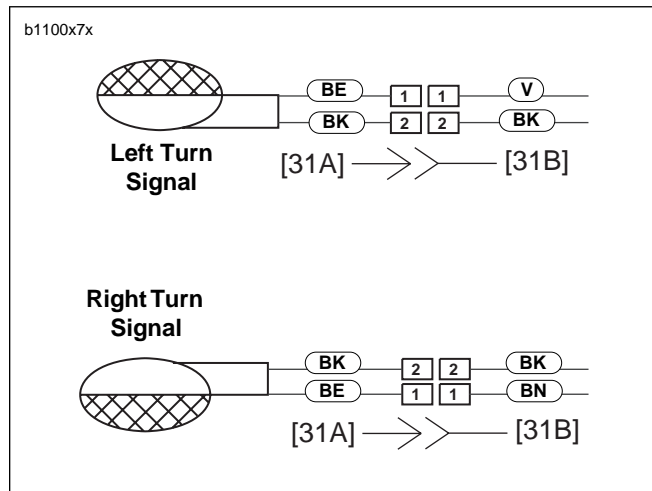 b1100x7x
BE 1 1 V
BK 2 2 BK
Left Turn
Signal
[31A] [31B]
Right Turn
Signal
BK 2 2 BK
BE 1 1 BN
[31A] [31B]